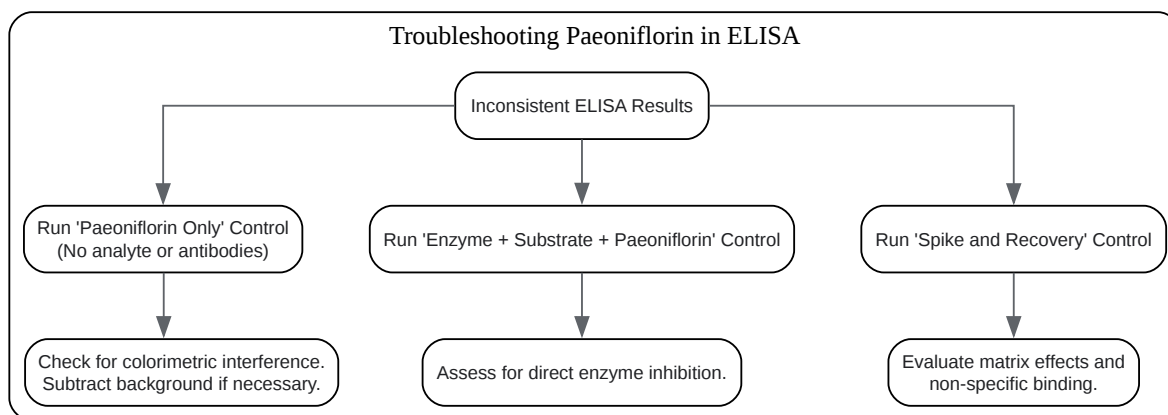 Troubleshooting Paeoniflorin in ELISA
Inconsistent ELISA Results
Run 'Paeoniflorin Only' Control
(No analyte or antibodies)
Run 'Enzyme + Substrate + Paeoniflorin' Control
Run 'Spike and Recovery' Control
Check for colorimetric interference.
Subtract background if necessary.
Assess for direct enzyme inhibition.
Evaluate matrix effects and
non-specific binding.